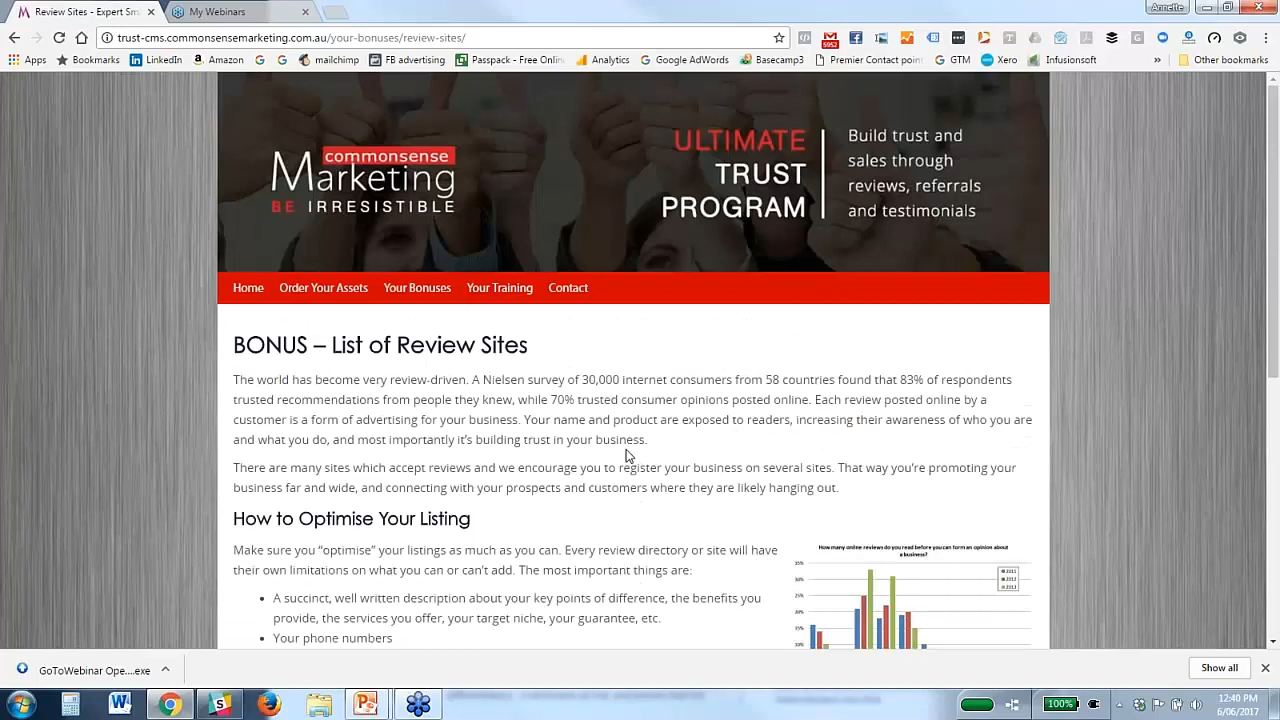 Review Sites - Expert Sm
My Webinars
Annette
trust-cms.commonsensemarketing.com.au/your-bonuses/review-sites/
5952
Apps
Bookmarks
LinkedIn
Amazon
mailchimp
FB advertising
Passpack - Free Onlin
Analytics
Google AdWords
Basecamp3
Premier Contact poin
GTM
Xero
Infusionsoft
»
Other bookmarks
commonsense
Marketing
BE IRRESISTIBLE
ULTIMATE
TRUST
PROGRAM
Build trust and
sales through
reviews, referrals
and testimonials
Home Order Your Assets Your Bonuses Your Training Contact
BONUS – List of Review Sites
The world has become very review-driven. A Nielsen survey of 30,000 internet consumers from 58 countries found that 83% of respondents
trusted recommendations from people they knew, while 70% trusted consumer opinions posted online. Each review posted online by a
customer is a form of advertising for your business. Your name and product are exposed to readers, increasing their awareness of who you are
and what you do, and most importantly it's building trust in your business.
There are many sites which accept reviews and we encourage you to register your business on several sites. That way you're promoting your
business far and wide, and connecting with your prospects and customers where they are likely hanging out.
How to Optimise Your Listing
Make sure you “optimise” your listings as much as you can. Every review directory or site will have
their own limitations on what you can or can't add. The most important things are:
• A succinct, well written description about your key points of difference, the benefits you
provide, the services you offer, your target niche, your guarantee, etc.
• Your phone numbers
How many online reviews do you read before you can form an opinion about
a business?
35%
30%
25%
20%
15%
10%
GoToWebinar Ope....exe
Show all
100%
12:40 PM
6/06/2017